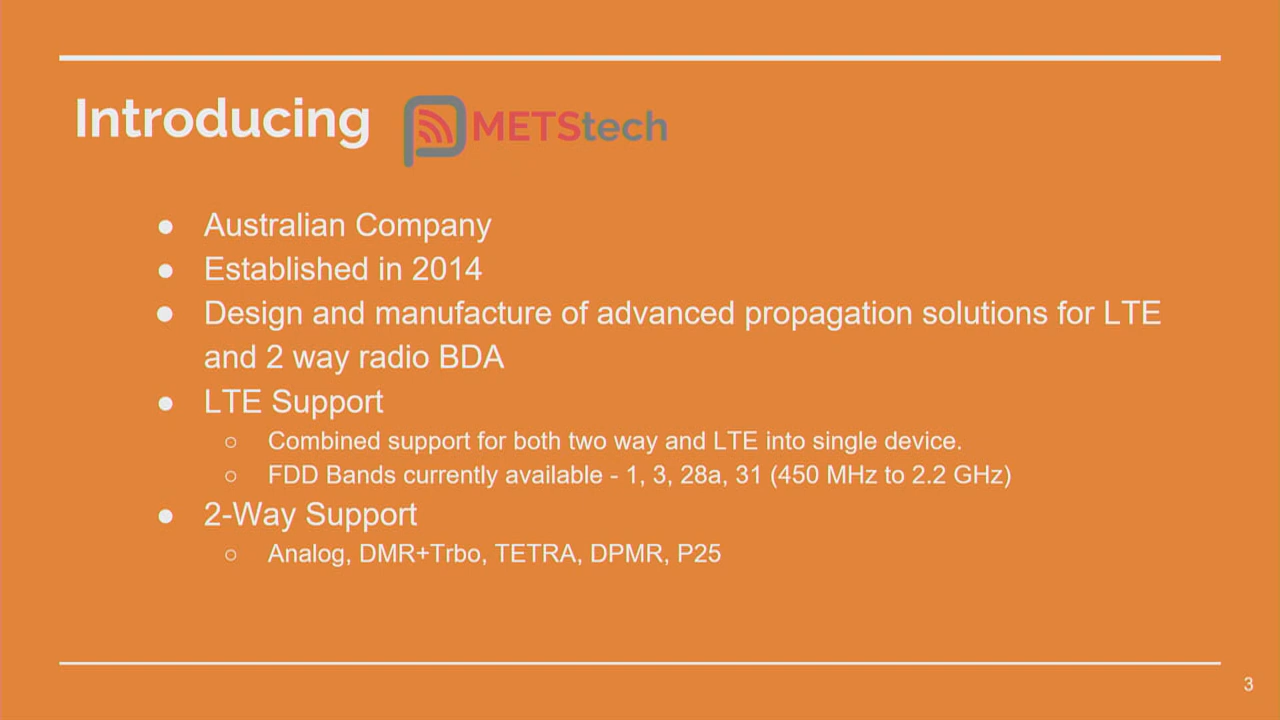 Introducing METStech
● Australian Company
● Established in 2014
● Design and manufacture of advanced propagation solutions for LTE
and 2 way radio BDA
● LTE Support
○ Combined support for both two way and LTE into single device.
○ FDD Bands currently available - 1, 3, 28a, 31 (450 MHz to 2.2 GHz)
● 2-Way Support
○ Analog, DMR+Trbo, TETRA, DPMR, P25
3